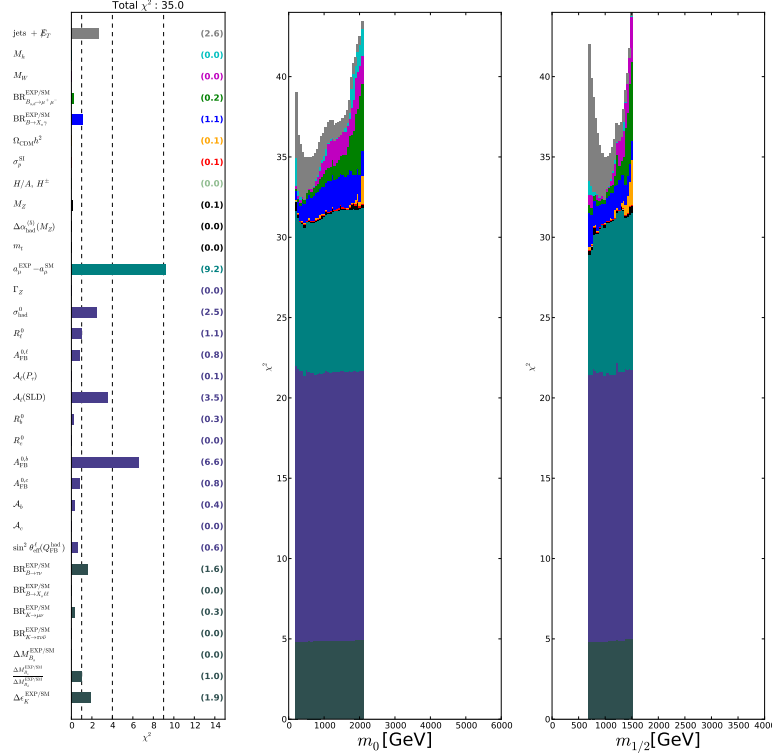 Total χ² : 35.0
jets + E̸_T (2.6)
M_h (0.0)
M_W (0.0)
BR^{EXP/SM}_{B_{s,d}→μ⁺μ⁻} (0.2)
BR^{EXP/SM}_{B→X_sγ} (1.1)
Ω_{CDM}h² (0.1)
σ_p^{SI} (0.1)
H/A, H^± (0.0)
M_Z (0.1)
Δα^{(5)}_{had}(M_Z) (0.0)
m_t (0.0)
a_μ^{EXP} − a_μ^{SM} (9.2)
Γ_Z (0.0)
σ^0_{had} (2.5)
R^0_ℓ (1.1)
A^{0,ℓ}_{FB} (0.8)
𝒜_ℓ(P_τ) (0.1)
𝒜_ℓ(SLD) (3.5)
R^0_b (0.3)
R^0_c (0.0)
A^{0,b}_{FB} (6.6)
A^{0,c}_{FB} (0.8)
𝒜_b (0.4)
𝒜_c (0.0)
sin² θ^ℓ_{eff}(Q^{had}_{FB}) (0.6)
BR^{EXP/SM}_{B→τν} (1.6)
BR^{EXP/SM}_{B→X_sℓℓ} (0.0)
BR^{EXP/SM}_{K→μν} (0.3)
BR^{EXP/SM}_{K→πνν̄} (0.0)
ΔM^{EXP/SM}_{B_s} (0.0)
ΔM^{EXP/SM}_{B_s} / ΔM^{EXP/SM}_{B_d} (1.0)
Δϵ^{EXP/SM}_K (1.9)
0 2 4 6 8 10 12 14
χ²
40
35
30
25
20
15
10
5
0
χ²
0 1000 2000 3000 4000 5000 6000
m_0 [GeV]
40
35
30
25
20
15
10
5
0
χ²
0 500 1000 1500 2000 2500 3000 3500 4000
m_{1/2} [GeV]